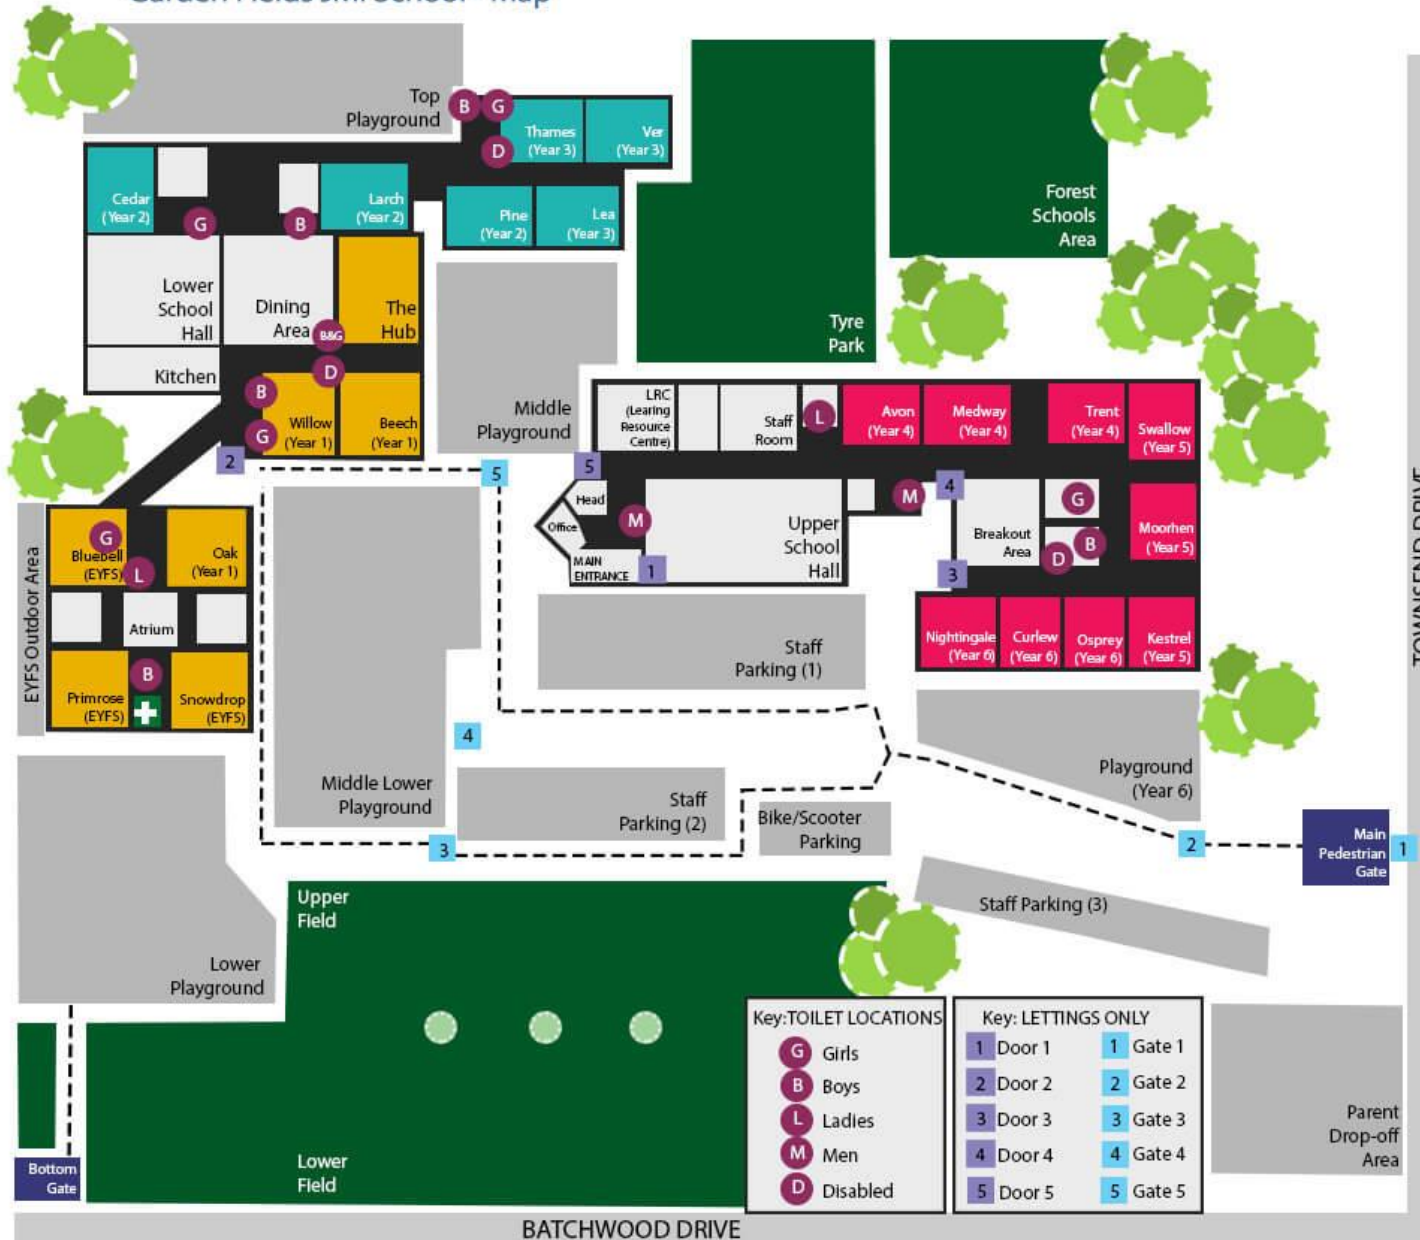 Garden Fields JMI School - Map
Top
Playground
B
G
D
Thames
(Year 3)
Ver
(Year 3)
Cedar
(Year 2)
G
B
Larch
(Year 2)
Pine
(Year 2)
Lea
(Year 3)
Forest
Schools
Area
Tyre
Park
Lower
School
Hall
Dining
Area
B&G
The
Hub
Kitchen
D
B
G
Willow
(Year 1)
Beech
(Year 1)
2
Middle
Playground
5
5
LRC
(Learing
Resource
Centre)
Staff
Room
L
Avon
(Year 4)
Medway
(Year 4)
Trent
(Year 4)
Swallow
(Year 5)
Head
Office
MAIN
ENTRANCE
1
M
Upper
School
Hall
M
4
3
Breakout
Area
G
B
D
Moorhen
(Year 5)
Nightingale
(Year 6)
Curlew
(Year 6)
Osprey
(Year 6)
Kestrel
(Year 5)
TOWNSEND DRIVE
EYFS Outdoor Area
G
Bluebell
(EYFS)
L
Oak
(Year 1)
Atrium
B
Primrose
(EYFS)
Snowdrop
(EYFS)
Staff
Parking (1)
4
Middle Lower
Playground
3
Staff
Parking (2)
Bike/Scooter
Parking
Playground
(Year 6)
2
Main
Pedestrian
Gate
1
Staff Parking (3)
Lower
Playground
Upper
Field
Lower
Field
Bottom
Gate
Key:TOILET LOCATIONS
G Girls
B Boys
L Ladies
M Men
D Disabled
Key: LETTINGS ONLY
1 Door 1
1 Gate 1
2 Door 2
2 Gate 2
3 Door 3
3 Gate 3
4 Door 4
4 Gate 4
5 Door 5
5 Gate 5
Parent
Drop-off
Area
BATCHWOOD DRIVE